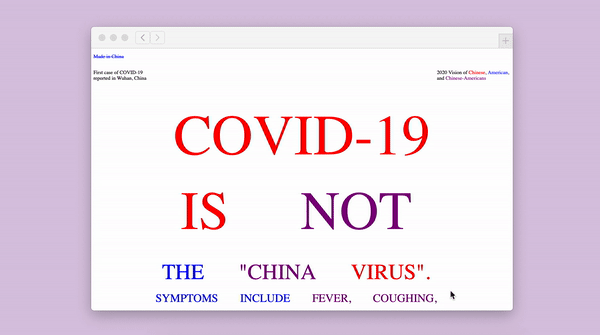 Made in China
First case of COVID-19
reported in Wuhan, China
2020 Vision of Chinese, American,
and Chinese-Americans
COVID-19
IS NOT
THE "CHINA VIRUS".
SYMPTOMS INCLUDE FEVER, COUGHING,